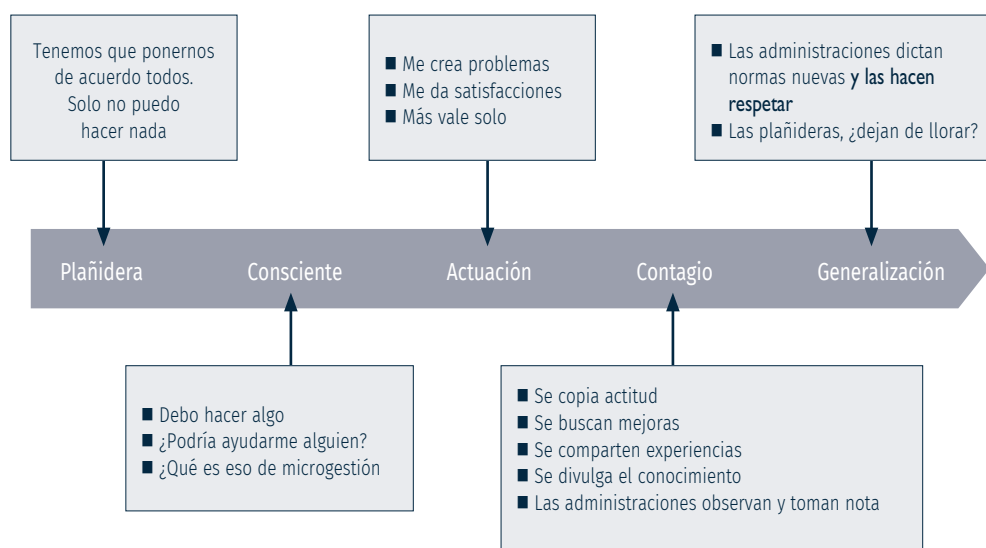 Tenemos que ponernos
de acuerdo todos.
Solo no puedo
hacer nada
■ Me crea problemas
■ Me da satisfacciones
■ Más vale solo
■ Las administraciones dictan
normas nuevas y las hacen
respetar
■ Las plañideras, ¿dejan de llorar?
Plañidera
Consciente
Actuación
Contagio
Generalización
■ Debo hacer algo
■ ¿Podría ayudarme alguien?
■ ¿Qué es eso de microgestión
■ Se copia actitud
■ Se buscan mejoras
■ Se comparten experiencias
■ Se divulga el conocimiento
■ Las administraciones observan y toman nota